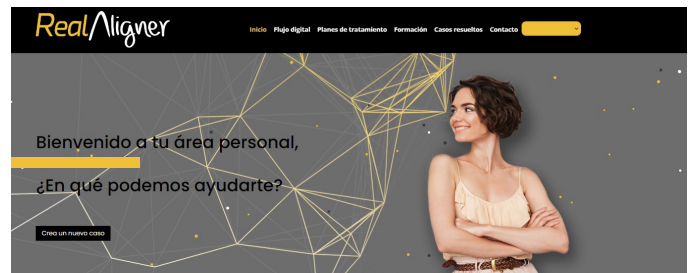 RealAligner
Inicio Flujo digital Planes de tratamiento Formación Casos resueltos Contacto
Bienvenido a tu área personal,
¿En qué podemos ayudarte?
Crea un nuevo caso